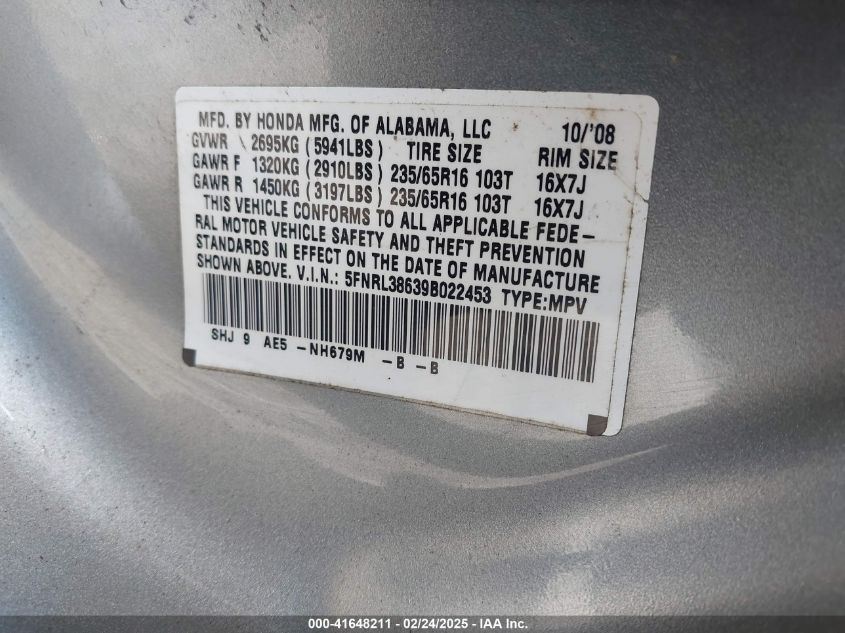 MFD. BY HONDA MFG. OF ALABAMA, LLC 10/'08
GVWR 2695KG (5941LBS) TIRE SIZE RIM SIZE
GAWR F 1320KG (2910LBS) 235/65R16 103T 16X7J
GAWR R 1450KG (3197LBS) 235/65R16 103T 16X7J
THIS VEHICLE CONFORMS TO ALL APPLICABLE FEDE-
RAL MOTOR VEHICLE SAFETY AND THEFT PREVENTION
STANDARDS IN EFFECT ON THE DATE OF MANUFACTURE
SHOWN ABOVE. V.I.N.: 5FNRL38639B022453 TYPE:MPV
SHJ 9 AE5 -NH679M -B -B
000-41648211 - 02/24/2025 - IAA Inc.